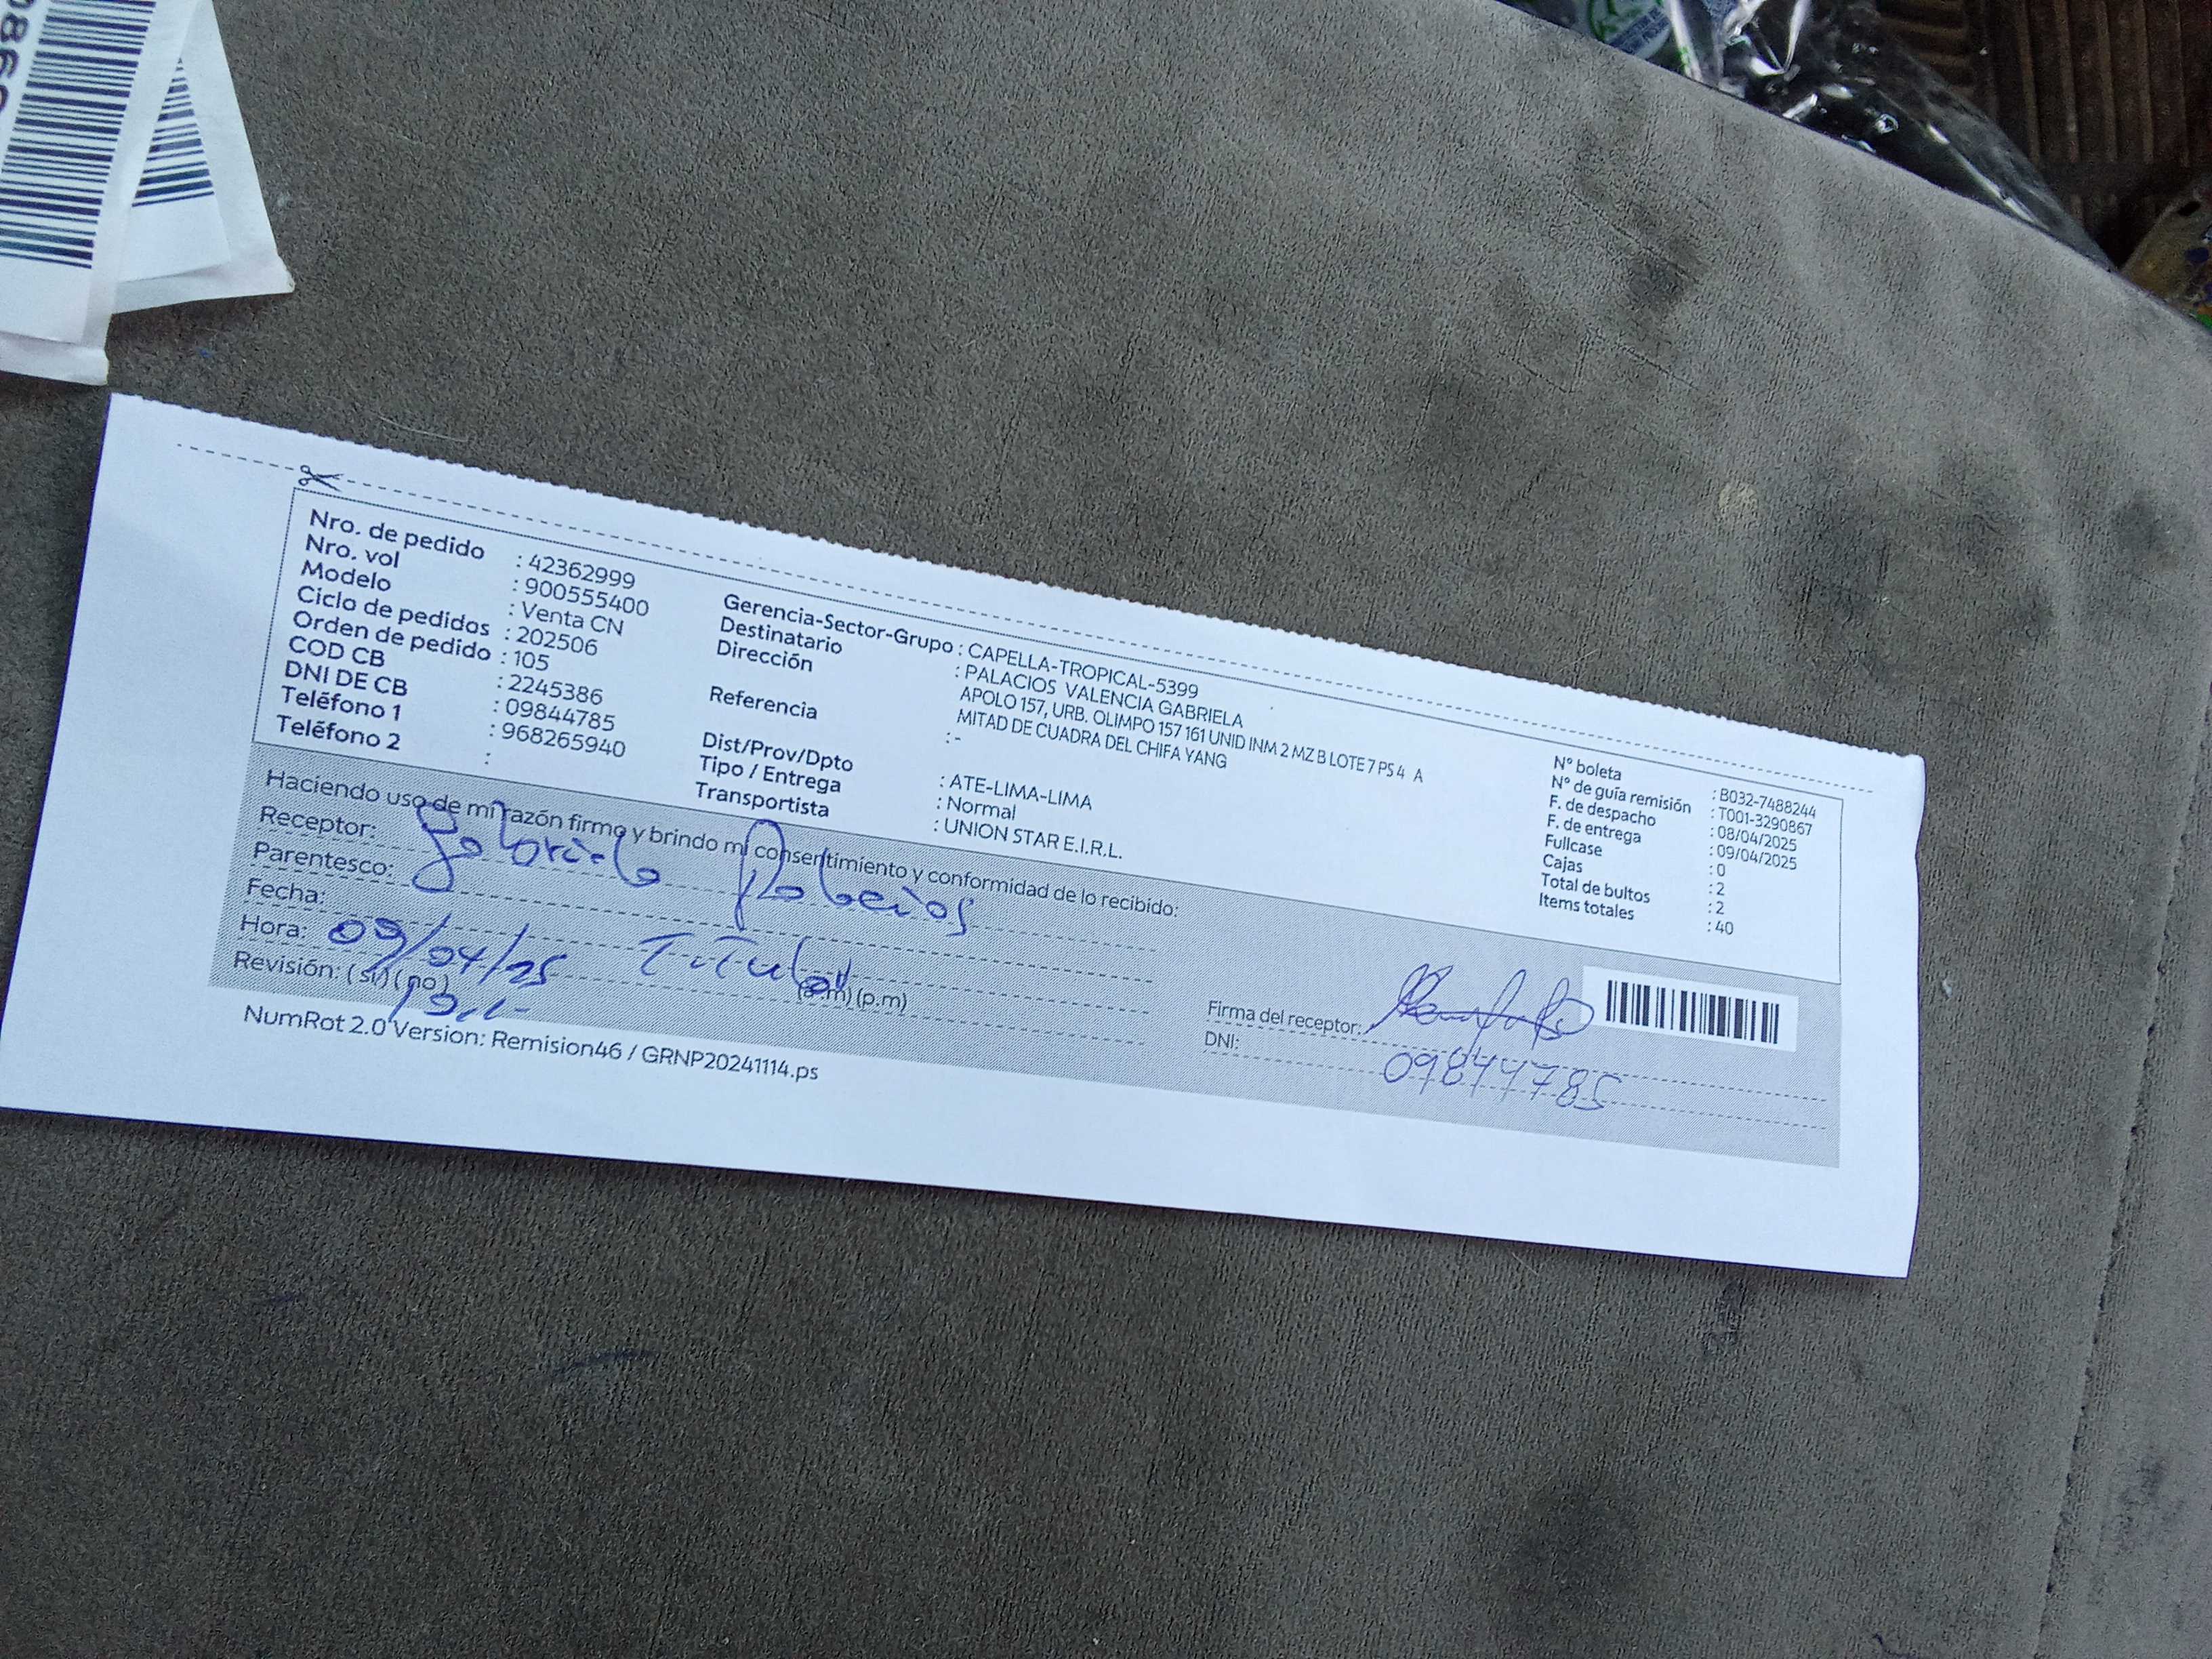 Nro. de pedido : 42362999
Nro. vol : 900555400
Modelo : Venta CN
Ciclo de pedidos : 202506
Orden de pedido : 105
COD CB : 2245386
DNI DE CB : 09844785
Teléfono 1 : 968265940
Teléfono 2 :
Gerencia-Sector-Grupo : CAPELLA-TROPICAL-5399
Destinatario : PALACIOS VALENCIA GABRIELA
Dirección APOLO 157, URB. OLIMPO 157 161 UNID INM 2 MZ B LOTE 7 PS 4 A
MITAD DE CUADRA DEL CHIFA YANG
Referencia : -
Dist/Prov/Dpto : ATE-LIMA-LIMA
Tipo / Entrega : Normal
Transportista : UNION STAR E.I.R.L.
N° boleta : B032-7488244
N° de guía remisión : T001-3290867
F. de despacho : 08/04/2025
F. de entrega : 09/04/2025
Fullcase : 0
Cajas : 2
Total de bultos : 2
Items totales : 40
Haciendo uso de mi razón firmo y brindo mi consentimiento y conformidad de lo recibido:
Receptor: Gabriela Palacios
Parentesco: Titular
Fecha: 09/04/25
Hora: (a.m) (p.m)
Revisión: ( si) ( no )
Firma del receptor:
DNI: 09844785
NumRot 2.0 Version: Remision46 / GRNP20241114.ps